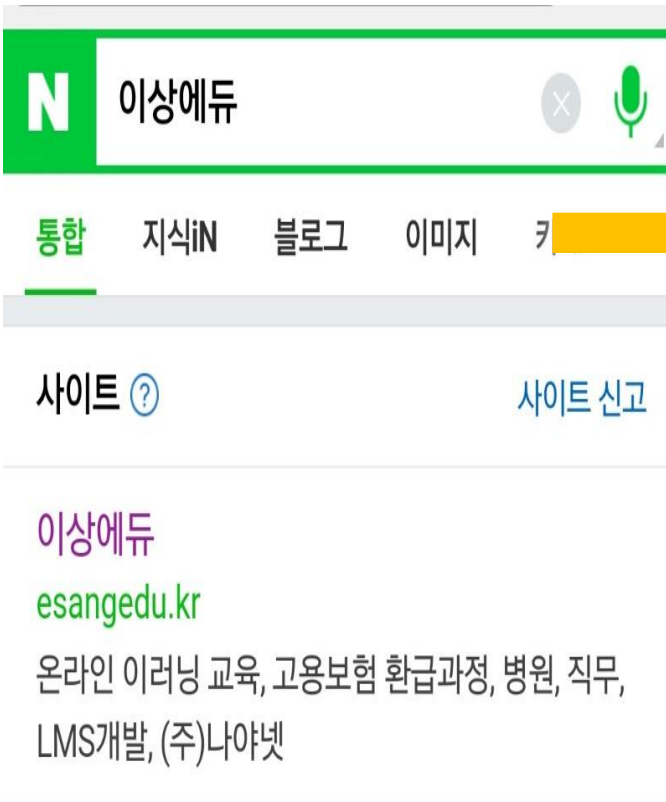 N 이상에듀
통합 지식iN 블로그 이미지
사이트 ? 사이트 신고
이상에듀
esangedu.kr
온라인 이러닝 교육, 고용보험 환급과정, 병원, 직무,
LMS개발, (주)나야넷